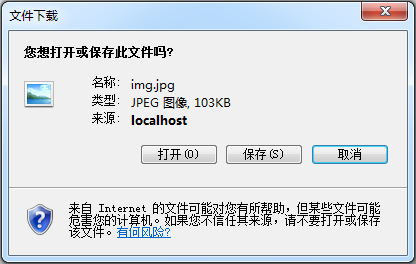 文件下载
您想打开或保存此文件吗?
名称: img.jpg
类型: JPEG 图像, 103KB
来源: localhost
打开(O) 保存(S) 取消
来自 Internet 的文件可能对您有所帮助，但某些文件可能
危害您的计算机。如果您不信任其来源，请不要打开或保存
该文件。有何风险?